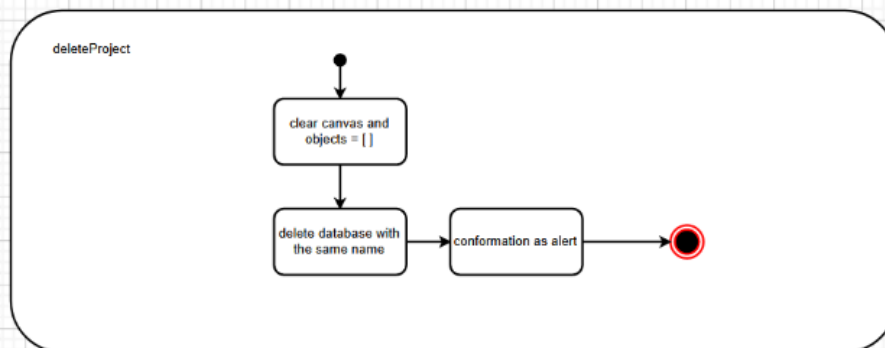 deleteProject
clear canvas and
objects = [ ]
delete database with
the same name
conformation as alert